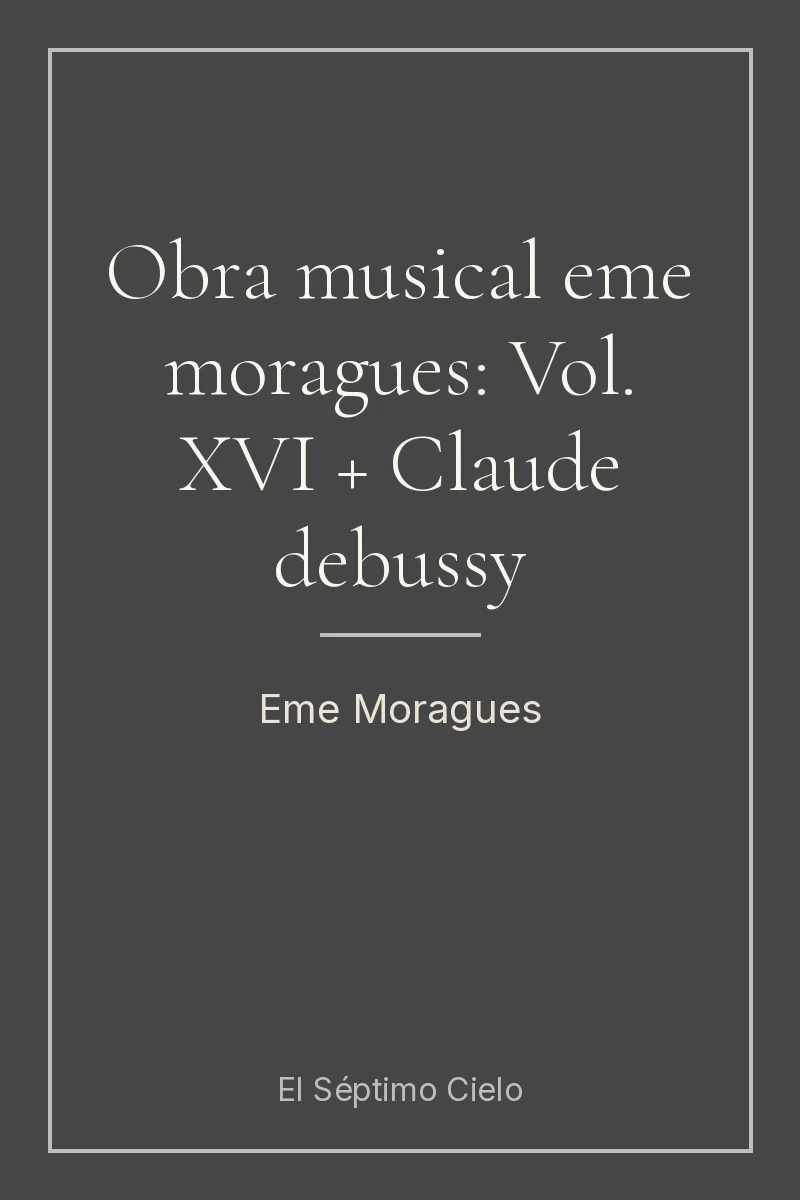 Obra musical eme
moragues: Vol.
XVI + Claude
debussy
Eme Moragues
El Séptimo Cielo